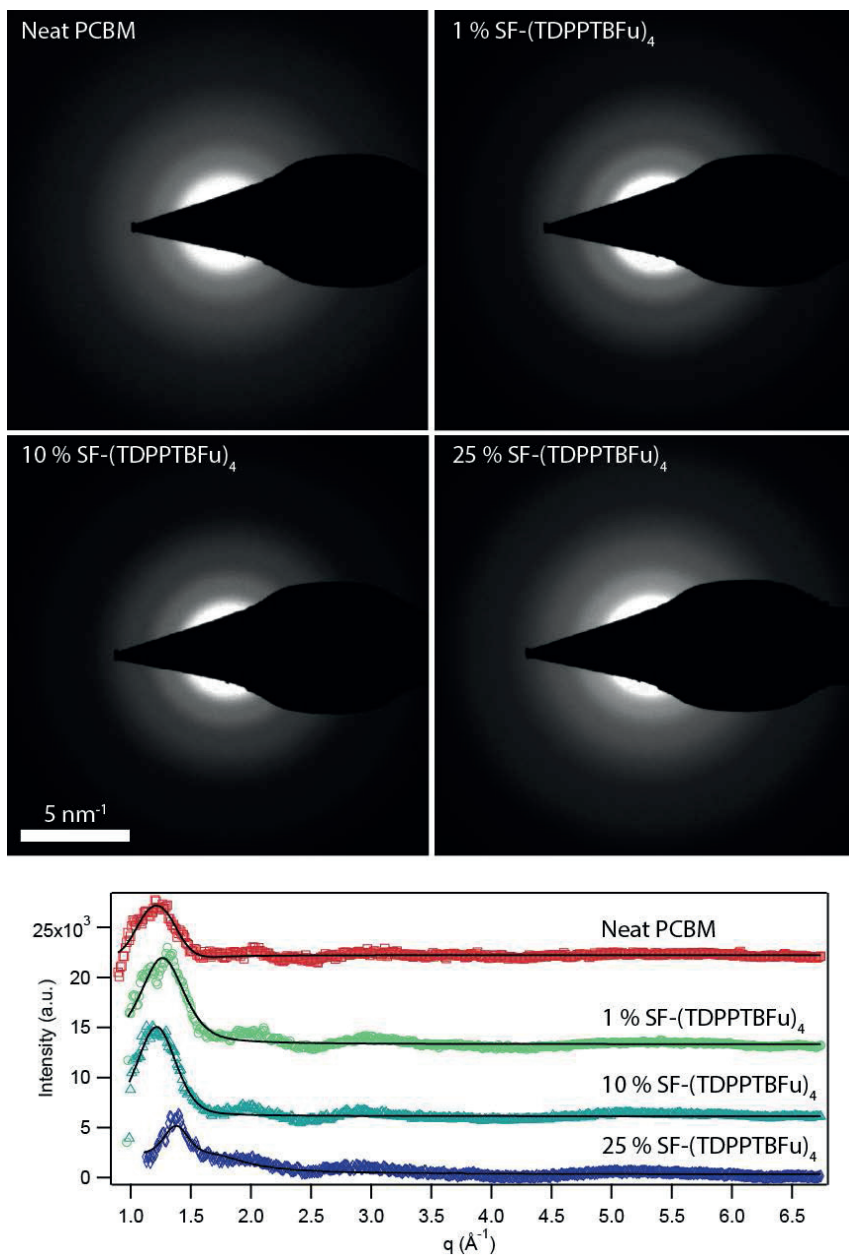 Neat PCBM
1 % SF-(TDPPTBFu)4
10 % SF-(TDPPTBFu)4
25 % SF-(TDPPTBFu)4
5 nm-1
25x10³
20
15
10
5
0
Intensity (a.u.)
Neat PCBM
1 % SF-(TDPPTBFu)4
10 % SF-(TDPPTBFu)4
25 % SF-(TDPPTBFu)4
1.0 1.5 2.0 2.5 3.0 3.5 4.0 4.5 5.0 5.5 6.0 6.5
q (Å-1)